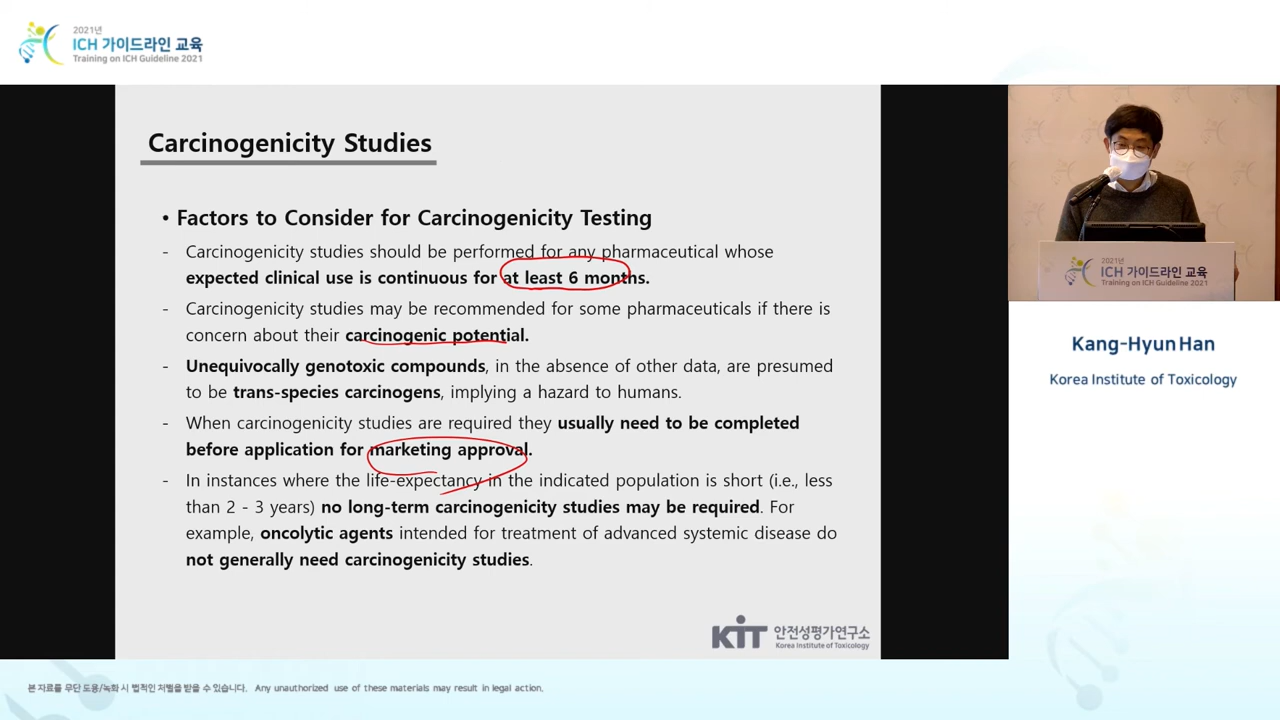 2021년
ICH 가이드라인 교육
Training on ICH Guideline 2021
Carcinogenicity Studies
• Factors to Consider for Carcinogenicity Testing
- Carcinogenicity studies should be performed for any pharmaceutical whose
expected clinical use is continuous for at least 6 months.
- Carcinogenicity studies may be recommended for some pharmaceuticals if there is
concern about their carcinogenic potential.
- Unequivocally genotoxic compounds, in the absence of other data, are presumed
to be trans-species carcinogens, implying a hazard to humans.
- When carcinogenicity studies are required they usually need to be completed
before application for marketing approval.
- In instances where the life-expectancy in the indicated population is short (i.e., less
than 2 - 3 years) no long-term carcinogenicity studies may be required. For
example, oncolytic agents intended for treatment of advanced systemic disease do
not generally need carcinogenicity studies.
KIT 안전성평가연구소
Korea Institute of Toxicology
2021년
ICH 가이드라인 교육
Training on ICH Guideline 2021
Kang-Hyun Han
Korea Institute of Toxicology
본 자료를 무단 도용/녹화 시 법적인 처벌을 받을 수 있습니다. Any unauthorized use of these materials may result in legal action.